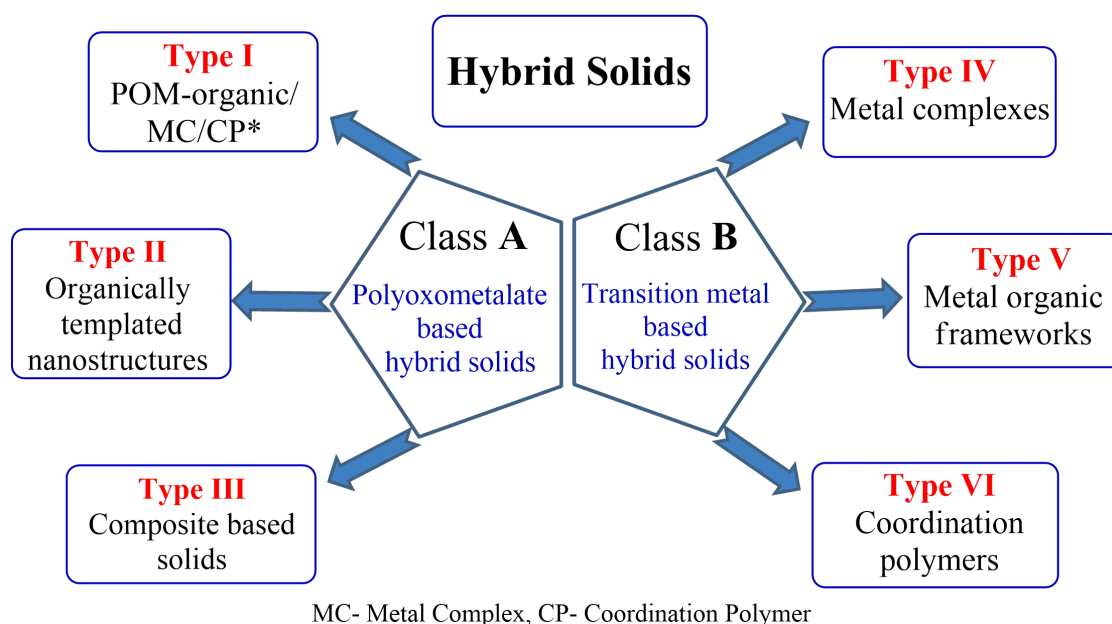 Hybrid Solids
Type I
POM-organic/
MC/CP*
Type II
Organically
templated
nanostructures
Type III
Composite based
solids
Class A
Polyoxometalate
based
hybrid solids
Class B
Transition metal
based
hybrid solids
Type IV
Metal complexes
Type V
Metal organic
frameworks
Type VI
Coordination
polymers
MC- Metal Complex, CP- Coordination Polymer